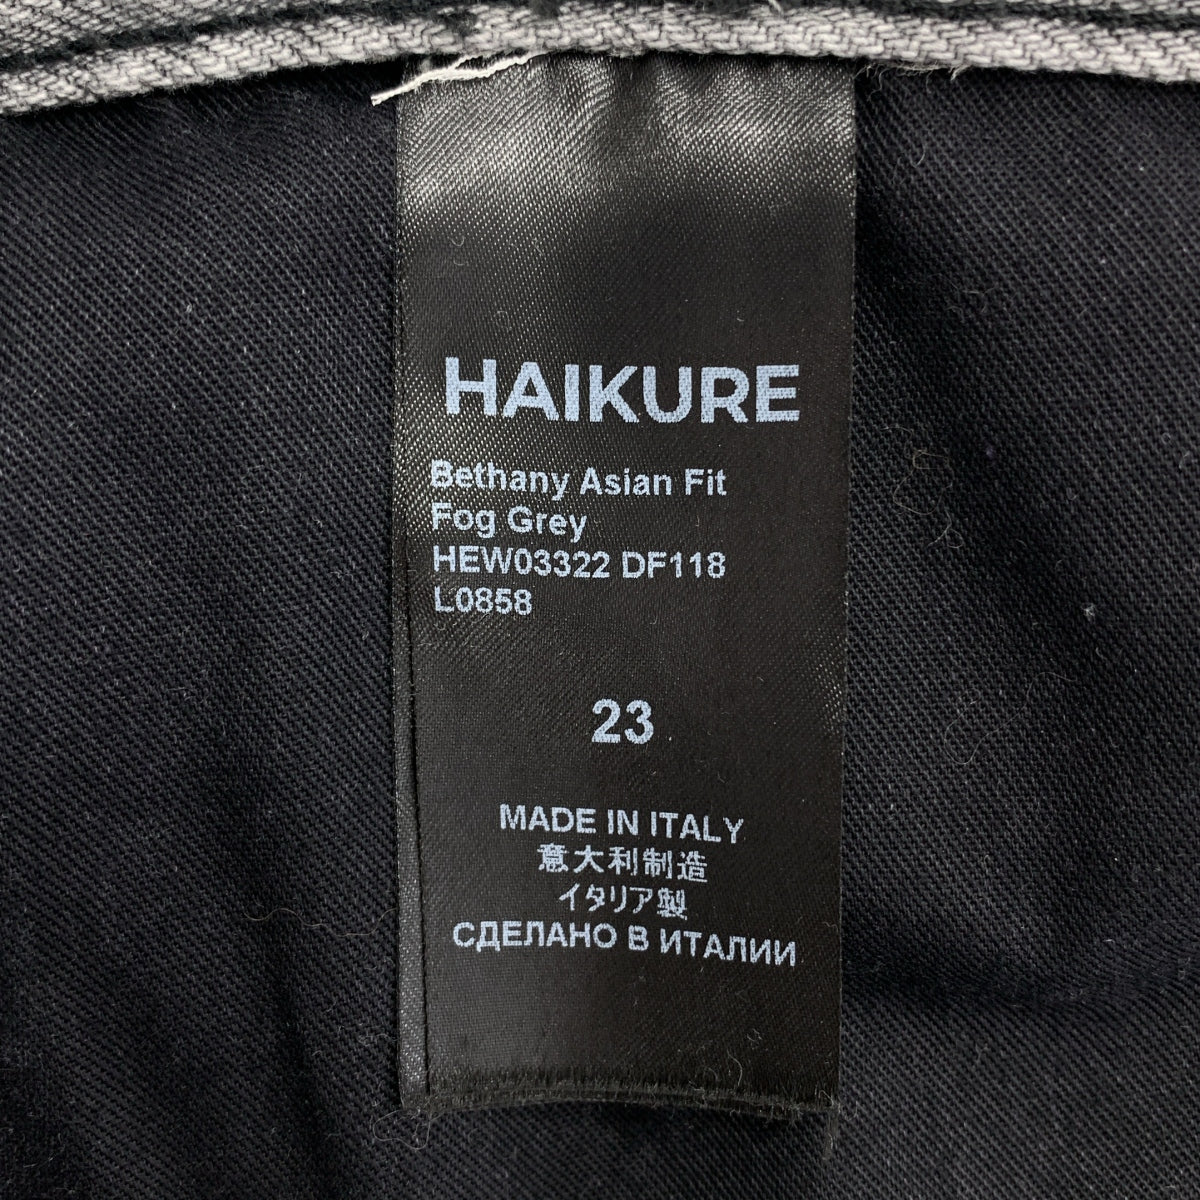 HAIKURE
Bethany Asian Fit
Fog Grey
HEW03322 DF118
L0858
23
MADE IN ITALY
意大利制造
イタリア製
СДЕЛАНО В ИТАЛИИ